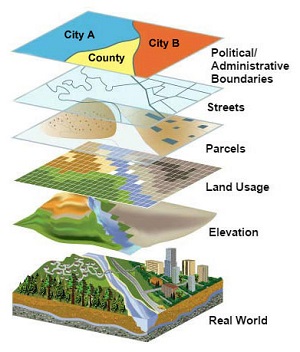 City A
City B
County
Political/
Administrative
Boundaries
Streets
Parcels
Land Usage
Elevation
Real World